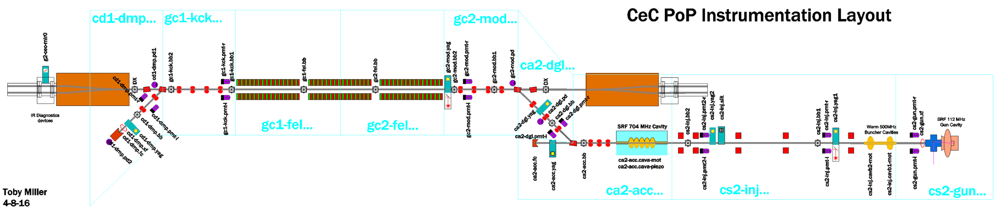 CeC PoP Instrumentation Layout
cd1-dmp...
gc1-kck...
gc2-mod...
ca2-dgl...
gc1-fel...
gc2-fel...
ca2-acc...
cs2-inj...
cs2-gun...
g2-ceo-mir0
IR Diagnostics
devices
DX
cd1-dmp.pd1
cd1-dmp.pmt-r
cd1-dmp.pmt-l
cd1-dmp.bb
cd1-dmp.yag
cd1-dmp.xf
cd1-dmp.fc
cd1-dmp.pd2
gc1-kck.bb2
gc1-kck.pmt-r
gc1-kck.bb1
gc1-kck.pmt-l
gc1-fel.bb
gc2-fel.bb
gc2-mod.yag
gc2-mod.bb2
gc2-mod.pmt-r
gc2-mod.pmt-l
gc2-mod.bb1
gc2-mod.pd
DX
ca2-dgl.yag
ca2-dgl.pd
ca2-dgl.bb
ca2-dgl.pmt-r
ca2-dgl.pmt-l
ca2-acc.fc
ca2-acc.yag
ca2-acc.bb
SRF 704 MHz Cavity
ca2-acc.cava-mot
ca2-acc.cava-piezo
cs2-inj.bb2
cs2-inj.pmt2-r
cs2-inj.yag2
cs2-inj.slit
cs2-inj.pmt2-l
cs2-inj.bb1
cs2-inj.pmt-r
cs2-inj.yag1
cs2-inj.pmt-l
Warm 500MHz
Buncher Cavities
cs2-inj.cavb2-mot
cs2-inj.cavb1-mot
cs2-gun.pmt-r
cs2-gun.xf
cs2-gun.pmt-l
SRF 112 MHz
Gun Cavity
Toby Miller
4-8-16